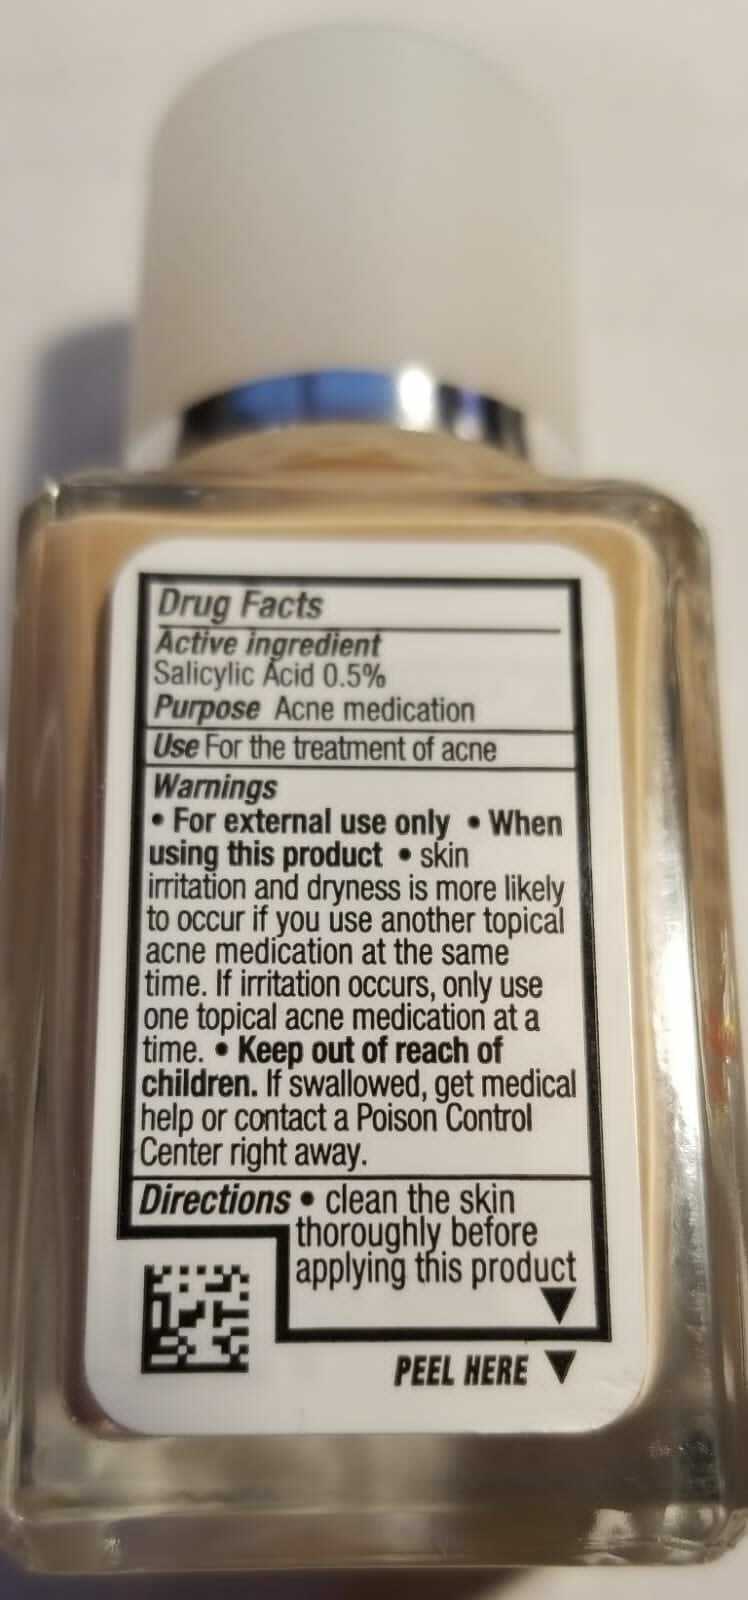 Drug Facts
Active ingredient
Salicylic Acid 0.5%
Purpose Acne medication
Use For the treatment of acne
Warnings
• For external use only • When
using this product • skin
irritation and dryness is more likely
to occur if you use another topical
acne medication at the same
time. If irritation occurs, only use
one topical acne medication at a
time. • Keep out of reach of
children. If swallowed, get medical
help or contact a Poison Control
Center right away.
Directions • clean the skin
thoroughly before
applying this product
PEEL HERE